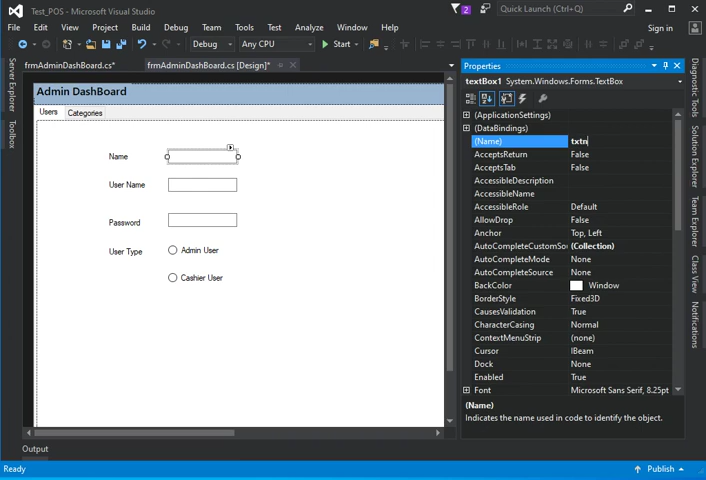 Test_POS - Microsoft Visual Studio
2
Quick Launch (Ctrl+Q)
File Edit View Project Build Debug Team Tools Test Analyze Window Help
Sign in
Debug Any CPU Start
frmAdminDashBoard.cs*
frmAdminDashBoard.cs [Design]*
Server Explorer
Toolbox
Admin DashBoard
Users Categories
Name
User Name
Password
User Type Admin User
Cashier User
Properties
textBox1 System.Windows.Forms.TextBox
(ApplicationSettings)
(DataBindings)
(Name) txtn
AcceptsReturn False
AcceptsTab False
AccessibleDescription
AccessibleName
AccessibleRole Default
AllowDrop False
Anchor Top, Left
AutoCompleteCustomSou (Collection)
AutoCompleteMode None
AutoCompleteSource None
BackColor Window
BorderStyle Fixed3D
CausesValidation True
CharacterCasing Normal
ContextMenuStrip (none)
Cursor IBeam
Dock None
Enabled True
Font Microsoft Sans Serif, 8.25pt
(Name)
Indicates the name used in code to identify the object.
Diagnostic Tools
Solution Explorer
Team Explorer
Class View
Notifications
Output
Ready
Publish